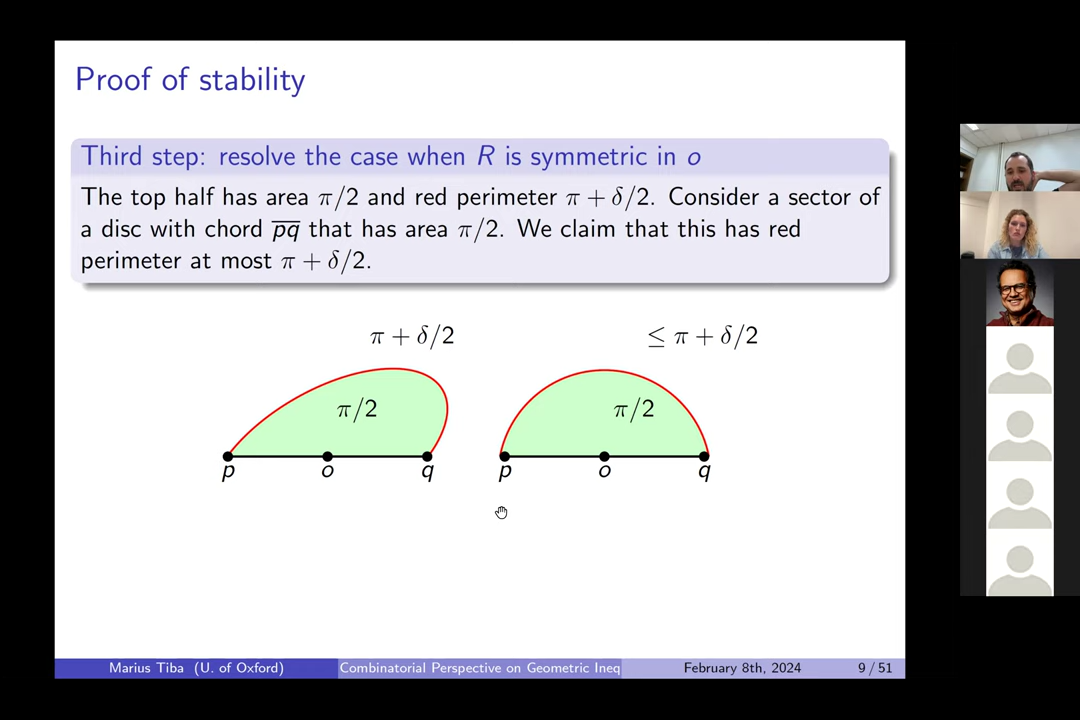 Proof of stability
Third step: resolve the case when R is symmetric in o
The top half has area π/2 and red perimeter π + δ/2. Consider a sector of
a disc with chord p̅q̅ that has area π/2. We claim that this has red
perimeter at most π + δ/2.
π + δ/2
≤ π + δ/2
π/2
π/2
p o q
p o q
Marius Tiba (U. of Oxford) Combinatorial Perspective on Geometric Ineq February 8th, 2024 9 / 51